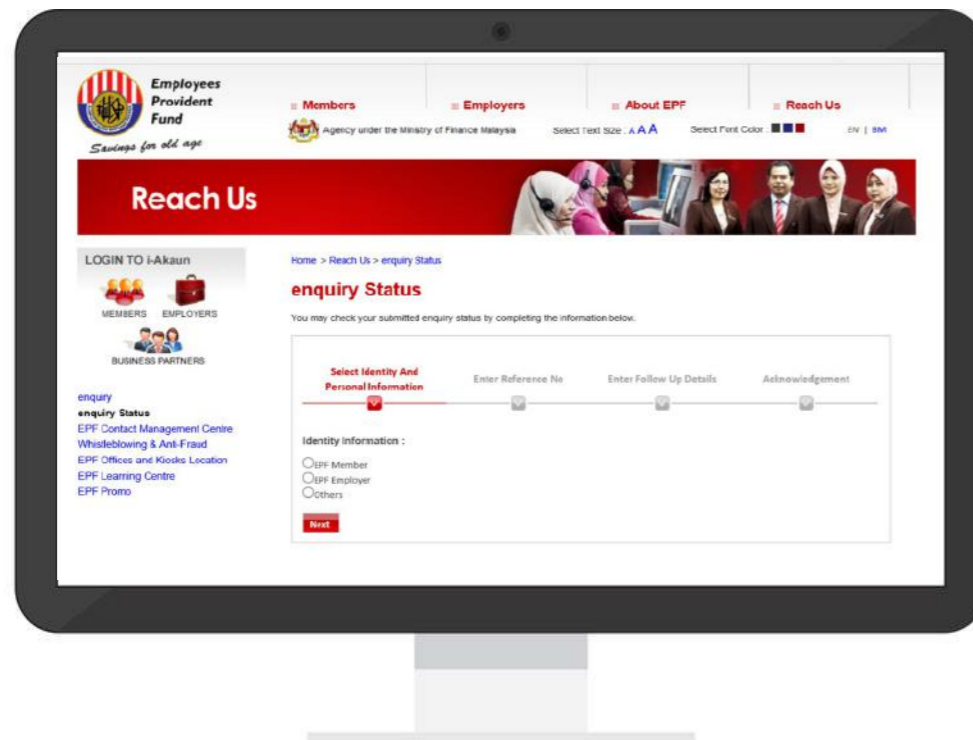 Employees
Provident
Fund
Savings for old age
Members
Employers
About EPF
Reach Us
Agency under the Ministry of Finance Malaysia
Select Text Size : A A A
Select Font Color :
EN | BM
Reach Us
LOGIN TO i-Akaun
MEMBERS
EMPLOYERS
BUSINESS PARTNERS
enquiry
enquiry Status
EPF Contact Management Centre
Whistleblowing & Anti-Fraud
EPF Offices and Kiosks Location
EPF Learning Centre
EPF Promo
Home > Reach Us > enquiry Status
enquiry Status
You may check your submitted enquiry status by completing the information below.
Select Identity And
Personal Information
Enter Reference No
Enter Follow Up Details
Acknowledgement
Identity Information :
EPF Member
EPF Employer
Others
Next